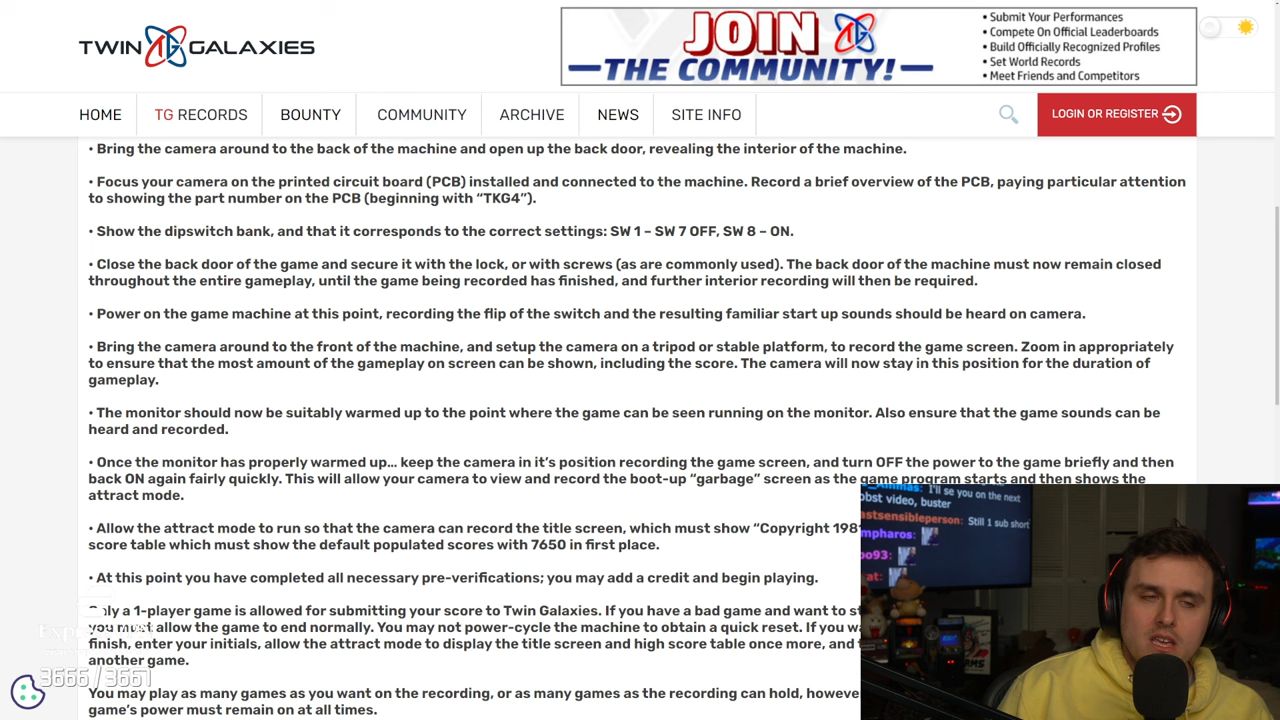 TWIN GALAXIES
JOIN
THE COMMUNITY!
• Submit Your Performances
• Compete On Official Leaderboards
• Build Officially Recognized Profiles
• Set World Records
• Meet Friends and Competitors
HOME
TG RECORDS
BOUNTY
COMMUNITY
ARCHIVE
NEWS
SITE INFO
LOGIN OR REGISTER
• Bring the camera around to the back of the machine and open up the back door, revealing the interior of the machine.
• Focus your camera on the printed circuit board (PCB) installed and connected to the machine. Record a brief overview of the PCB, paying particular attention
to showing the part number on the PCB (beginning with “TKG4”).
• Show the dipswitch bank, and that it corresponds to the correct settings: SW 1 – SW 7 OFF, SW 8 – ON.
• Close the back door of the game and secure it with the lock, or with screws (as are commonly used). The back door of the machine must now remain closed
throughout the entire gameplay, until the game being recorded has finished, and further interior recording will then be required.
• Power on the game machine at this point, recording the flip of the switch and the resulting familiar start up sounds should be heard on camera.
• Bring the camera around to the front of the machine, and setup the camera on a tripod or stable platform, to record the game screen. Zoom in appropriately
to ensure that the most amount of the gameplay on screen can be shown, including the score. The camera will now stay in this position for the duration of
gameplay.
• The monitor should now be suitably warmed up to the point where the game can be seen running on the monitor. Also ensure that the game sounds can be
heard and recorded.
• Once the monitor has properly warmed up… keep the camera in it’s position recording the game screen, and turn OFF the power to the game briefly and then
back ON again fairly quickly. This will allow your camera to view and record the boot-up “garbage” screen as the game program starts and then shows the
attract mode.
• Allow the attract mode to run so that the camera can record the title screen, which must show “Copyright 198
score table which must show the default populated scores with 7650 in first place.
• At this point you have completed all necessary pre-verifications; you may add a credit and begin playing.
Only a 1-player game is allowed for submitting your score to Twin Galaxies. If you have a bad game and want to st
you must allow the game to end normally. You may not power-cycle the machine to obtain a quick reset. If you wa
finish, enter your initials, allow the attract mode to display the title screen and high score table once more, and
another game.
You may play as many games as you want on the recording, or as many games as the recording can hold, howeve
game’s power must remain on at all times.
3666 / 3661
I'll se you on the next
obst video, buster
astsensibleperson: Still 1 sub short
mpharos:
bo93:
at: